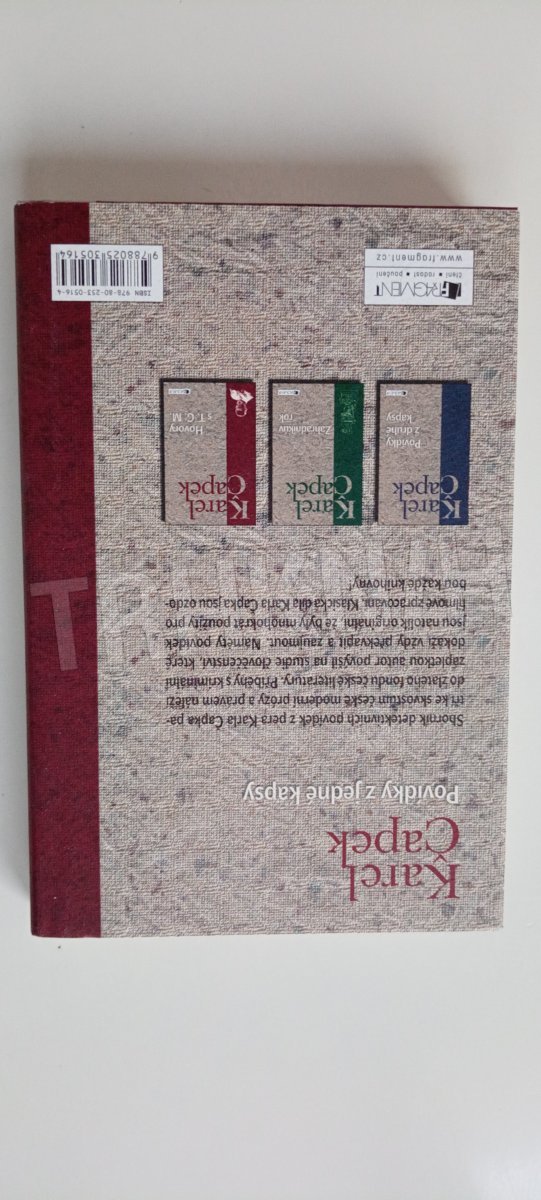 Karel
Čapek
Povídky z jedné kapsy
Sborník detektivních povídek z pera Karla Čapka pa-
tří ke skvostům české moderní prózy a právem náleží
do zlatého fondu české literatury. Příběhy s kriminální
zápletkou autor povýšil na studie člověčenství, které
dokáží vždy překvapit a zaujmout. Náměty povídek
jsou natolik originální, že byly mnohokrát použity pro
filmové zpracování. Klasická díla Karla Čapka jsou ozdo-
bou každé knihovny!
Karel
Čapek
Povídky
z druhé
kapsy
Karel
Čapek
Zahradníkův
rok
Karel
Čapek
Hovory
s T. G. M
FRAGMENT
čtení • radost • poučení
www.fragment.cz
ISBN 978-80-253-0516-4
9 788025 305164